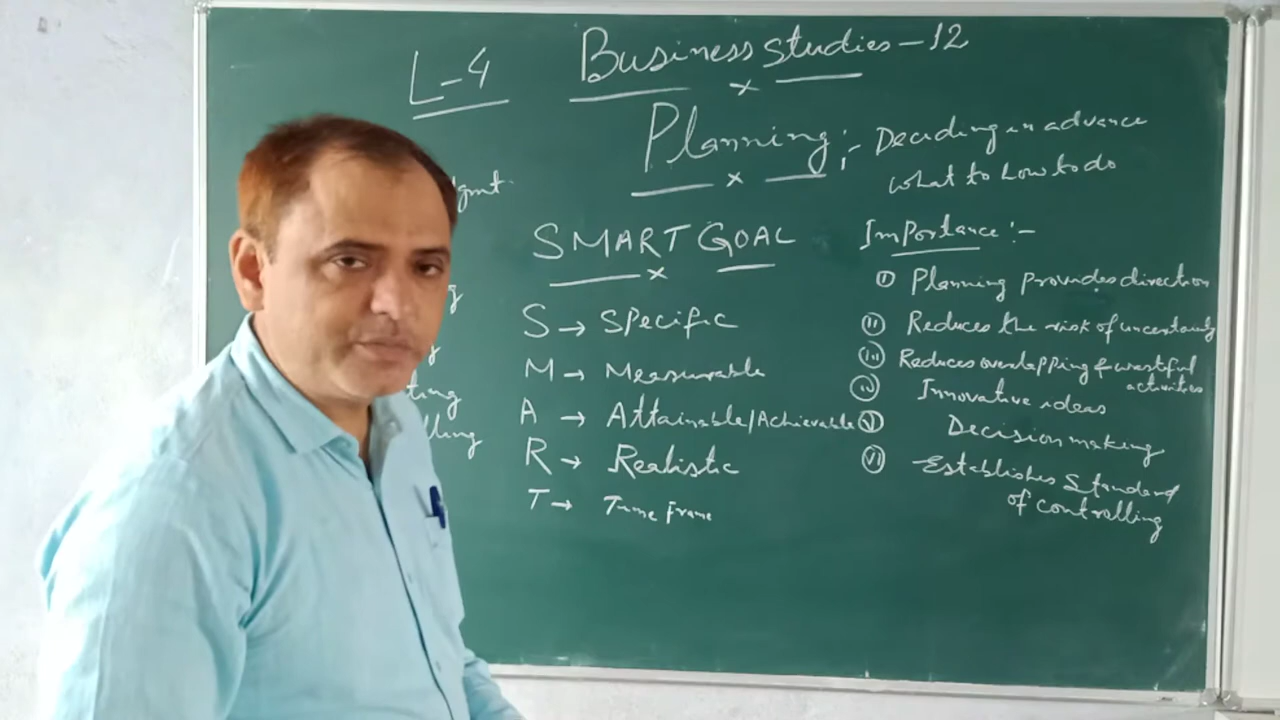 L-4 Business Studies-12
Planning :- Deciding in advance
what to how to do
SMART GOAL
S → Specific
M → Measurable
A → Attainable/Achievable
R → Realistic
T → Time Frame
Importance :-
(i) Planning provides direction
(ii) Reduces the risk of uncertainty
(iii) Reduces overlapping & wastful
activities
(iv) Innovative ideas
(v) Decision making
(vi) Establishes Standard
of controlling